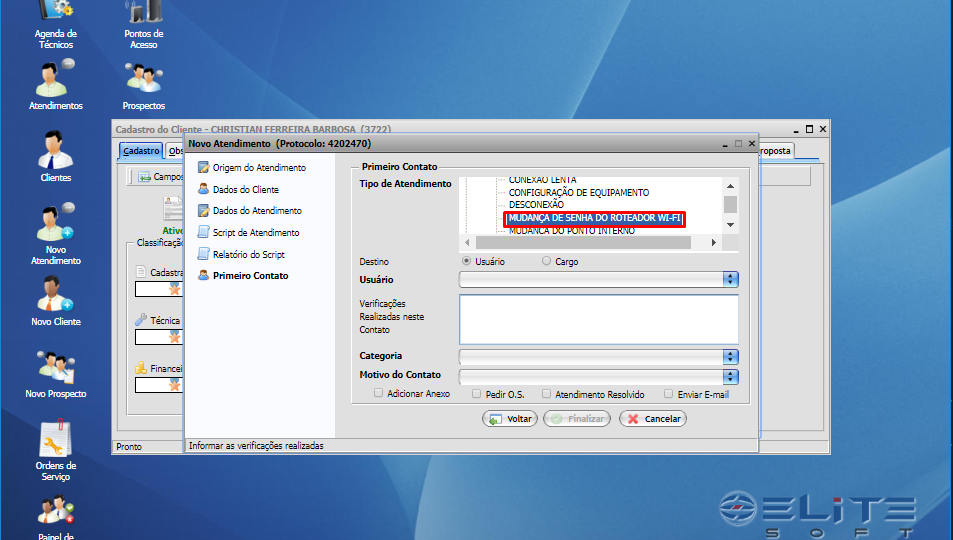 Agenda de
Técnicos
Pontos de
Acesso
Atendimentos
Prospectos
Clientes
Novo
Atendimento
Novo Cliente
Novo Prospecto
Ordens de
Serviço
Painel de
Cadastro do Cliente - CHRISTIAN FERREIRA BARBOSA (3722)
Cadastro
Obs
roposta
Campos
Ativo
Classificação
Cadastra
Técnica
Financei
Pronto
Novo Atendimento (Protocolo: 4202470)
Origem do Atendimento
Dados do Cliente
Dados do Atendimento
Script de Atendimento
Relatório do Script
Primeiro Contato
Primeiro Contato
Tipo de Atendimento
CONEXÃO LENTA
CONFIGURAÇÃO DE EQUIPAMENTO
DESCONEXÃO
MUDANÇA DE SENHA DO ROTEADOR WI-FI
MUDANÇA DO PONTO INTERNO
Destino
Usuário
Cargo
Usuário
Verificações
Realizadas neste
Contato
Categoria
Motivo do Contato
Adicionar Anexo
Pedir O.S.
Atendimento Resolvido
Enviar E-mail
Voltar
Finalizar
Cancelar
Informar as verificações realizadas
ELITE
SOFT